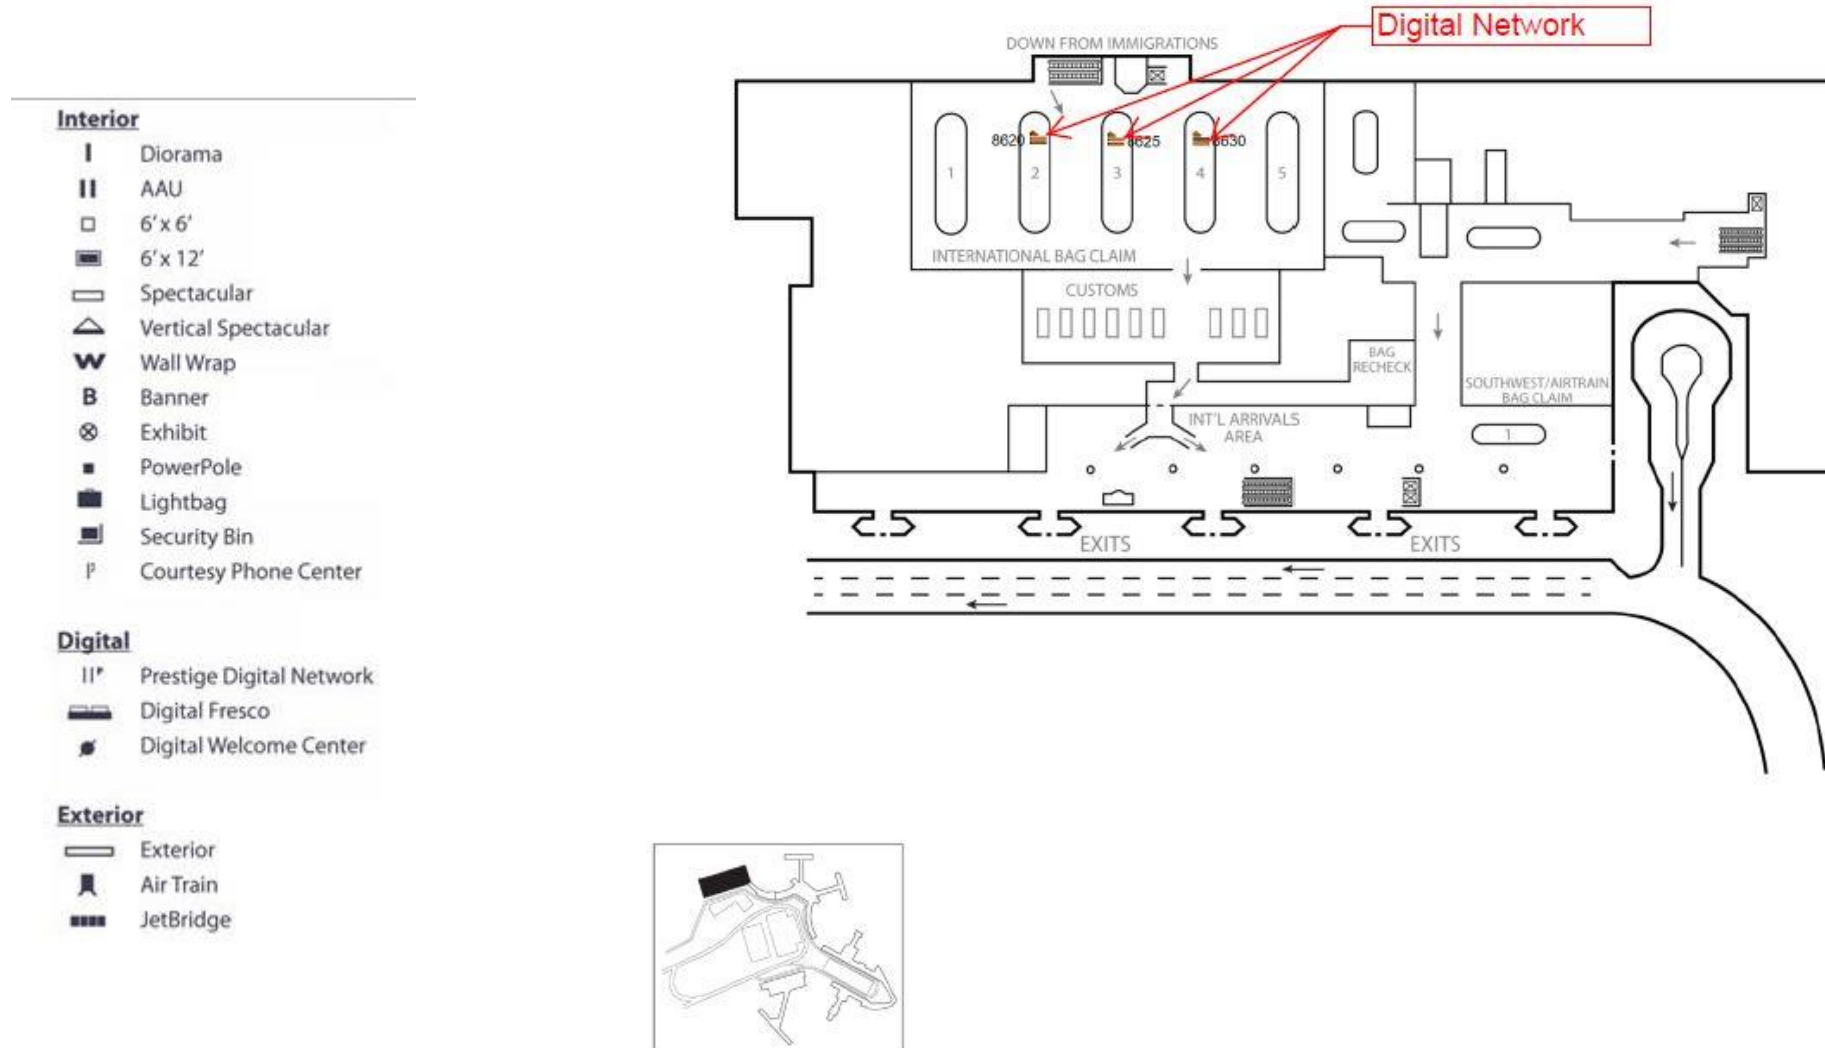 Interior
Diorama
AAU
6' x 6'
6' x 12'
Spectacular
Vertical Spectacular
W Wall Wrap
B Banner
Exhibit
PowerPole
Lightbag
Security Bin
Courtesy Phone Center
Digital
Prestige Digital Network
Digital Fresco
Digital Welcome Center
Exterior
Exterior
Air Train
JetBridge
Digital Network
DOWN FROM IMMIGRATIONS
8620
8625
8630
1
2
3
4
5
INTERNATIONAL BAG CLAIM
CUSTOMS
BAG
RECHECK
SOUTHWEST/AIRTRAIN
BAG CLAIM
1
INT'L ARRIVALS
AREA
EXITS
EXITS